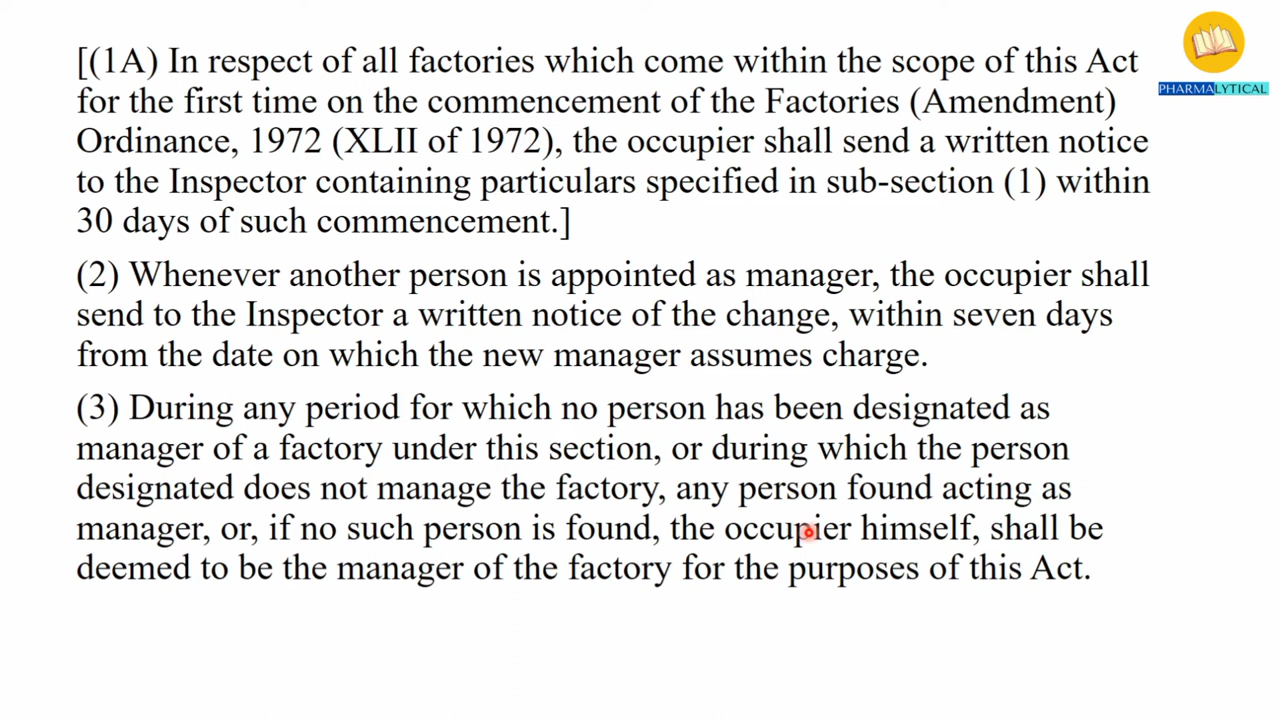 [(1A) In respect of all factories which come within the scope of this Act
for the first time on the commencement of the Factories (Amendment)
Ordinance, 1972 (XLII of 1972), the occupier shall send a written notice
to the Inspector containing particulars specified in sub-section (1) within
30 days of such commencement.]
(2) Whenever another person is appointed as manager, the occupier shall
send to the Inspector a written notice of the change, within seven days
from the date on which the new manager assumes charge.
(3) During any period for which no person has been designated as
manager of a factory under this section, or during which the person
designated does not manage the factory, any person found acting as
manager, or, if no such person is found, the occupier himself, shall be
deemed to be the manager of the factory for the purposes of this Act.
PHARMALYTICAL